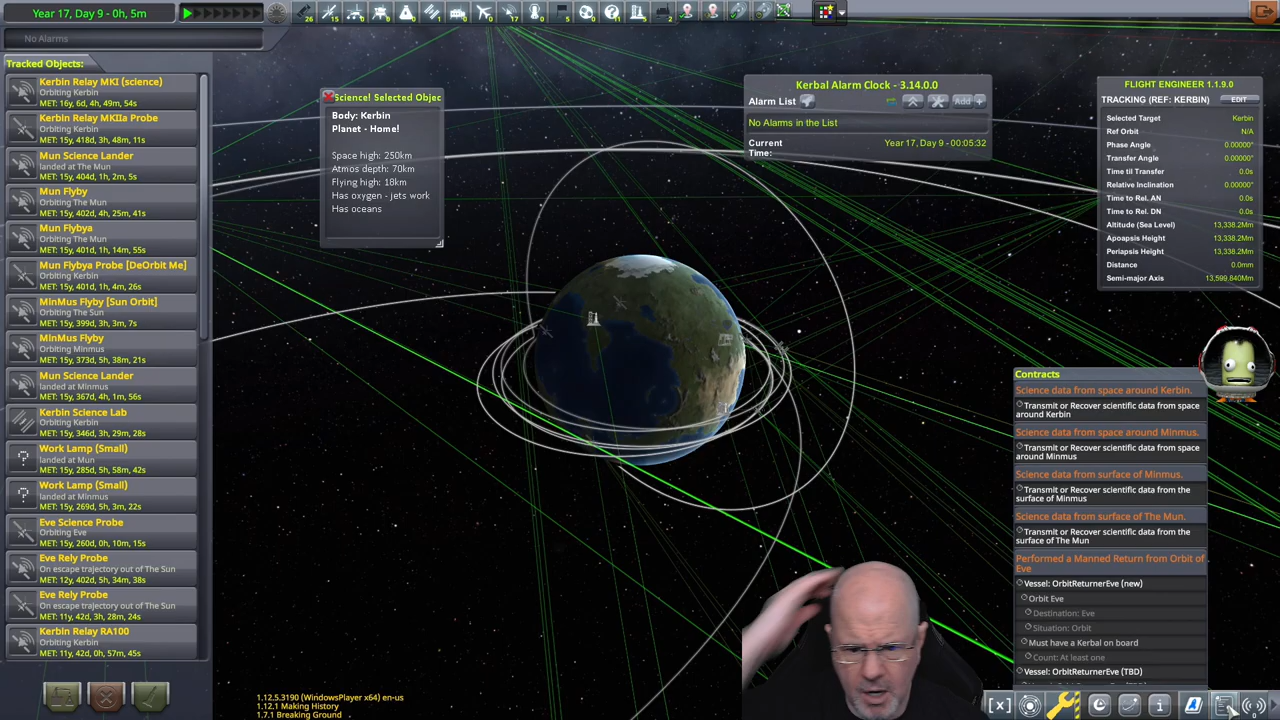 Year 17, Day 9 - 0h, 5m
26
15
17
5
11
5
2
No Alarms
Tracked Objects:
Kerbin Relay MKI (science)
Orbiting Kerbin
MET: 16y, 6d, 4h, 49m, 54s
Kerbin Relay MKIIa Probe
Orbiting Kerbin
MET: 15y, 418d, 3h, 48m, 11s
Mun Science Lander
landed at The Mun
MET: 15y, 404d, 1h, 2m, 5s
Mun Flyby
Orbiting The Mun
MET: 15y, 402d, 4h, 25m, 41s
Mun Flybya
Orbiting The Mun
MET: 15y, 401d, 1h, 14m, 55s
Mun Flybya Probe [DeOrbit Me]
Orbiting Kerbin
MET: 15y, 401d, 1h, 4m, 26s
MinMus Flyby [Sun Orbit]
Orbiting The Sun
MET: 15y, 399d, 3h, 3m, 7s
MinMus Flyby
Orbiting Minmus
MET: 15y, 373d, 5h, 38m, 21s
Mun Science Lander
landed at Minmus
MET: 15y, 367d, 4h, 1m, 56s
Kerbin Science Lab
Orbiting Kerbin
MET: 15y, 346d, 3h, 29m, 28s
Work Lamp (Small)
landed at Mun
MET: 15y, 285d, 5h, 58m, 42s
Work Lamp (Small)
landed at Minmus
MET: 15y, 269d, 5h, 3m, 22s
Eve Science Probe
Orbiting Eve
MET: 15y, 260d, 0h, 10m, 15s
Eve Rely Probe
On escape trajectory out of The Sun
MET: 12y, 402d, 5h, 34m, 38s
Eve Rely Probe
On escape trajectory out of The Sun
MET: 11y, 42d, 3h, 28m, 24s
Kerbin Relay RA100
Orbiting Kerbin
MET: 11y, 42d, 0h, 57m, 45s
Science! Selected Objec
Body: Kerbin
Planet - Home!
Space high: 250km
Atmos depth: 70km
Flying high: 18km
Has oxygen - jets work
Has oceans
Kerbal Alarm Clock - 3.14.0.0
Alarm List
Add +
No Alarms in the List
Current Time:
Year 17, Day 9 - 00:05:32
FLIGHT ENGINEER 1.1.9.0
TRACKING (REF: KERBIN) EDIT
Selected Target Kerbin
Ref Orbit N/A
Phase Angle 0.00000°
Transfer Angle 0.00000°
Time til Transfer 0.0s
Relative Inclination 0.00000°
Time to Rel. AN 0.0s
Time to Rel. DN 0.0s
Altitude (Sea Level) 13,338.2Mm
Apoapsis Height 13,338.2Mm
Periapsis Height 13,338.2Mm
Distance 0.0mm
Semi-major Axis 13,599.840Mm
Contracts
Science data from space around Kerbin.
Transmit or Recover scientific data from space
around Kerbin
Science data from space around Minmus.
Transmit or Recover scientific data from space
around Minmus
Science data from surface of Minmus.
Transmit or Recover scientific data from the
surface of Minmus
Science data from surface of The Mun.
Transmit or Recover scientific data from the
surface of The Mun
Performed a Manned Return from Orbit of
Eve
Vessel: OrbitReturnerEve (new)
Orbit Eve
Destination: Eve
Situation: Orbit
Must have a Kerbal on board
Count: At least one
Vessel: OrbitReturnerEve (TBD)
[x]
1.12.5.3190 (WindowsPlayer x64) en-us
1.12.1 Making History
1.7.1 Breaking Ground